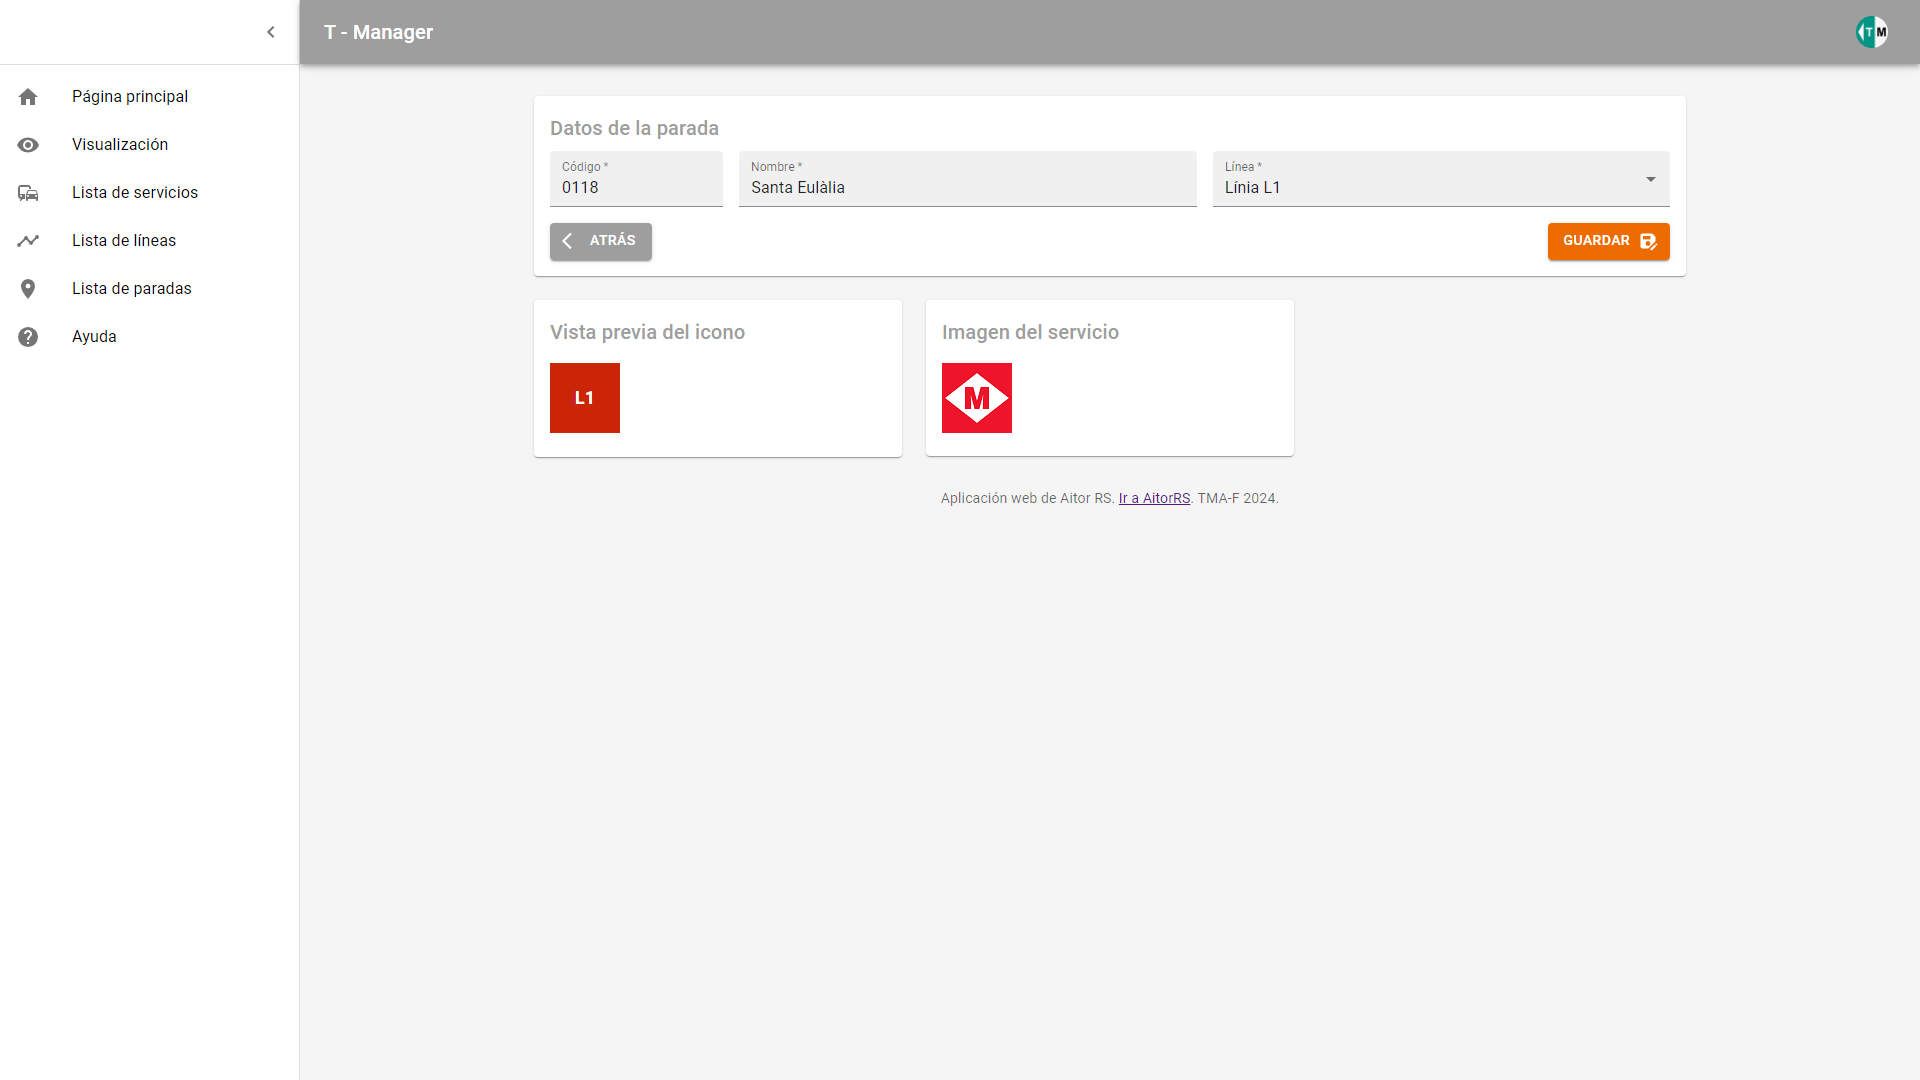 T - Manager
TM
Página principal
Visualización
Lista de servicios
Lista de líneas
Lista de paradas
Ayuda
Datos de la parada
Código *
0118
Nombre *
Santa Eulàlia
Línea *
Línia L1
ATRÁS
GUARDAR
Vista previa del icono
L1
Imagen del servicio
M
Aplicación web de Aitor RS. Ir a AitorRS. TMA-F 2024.